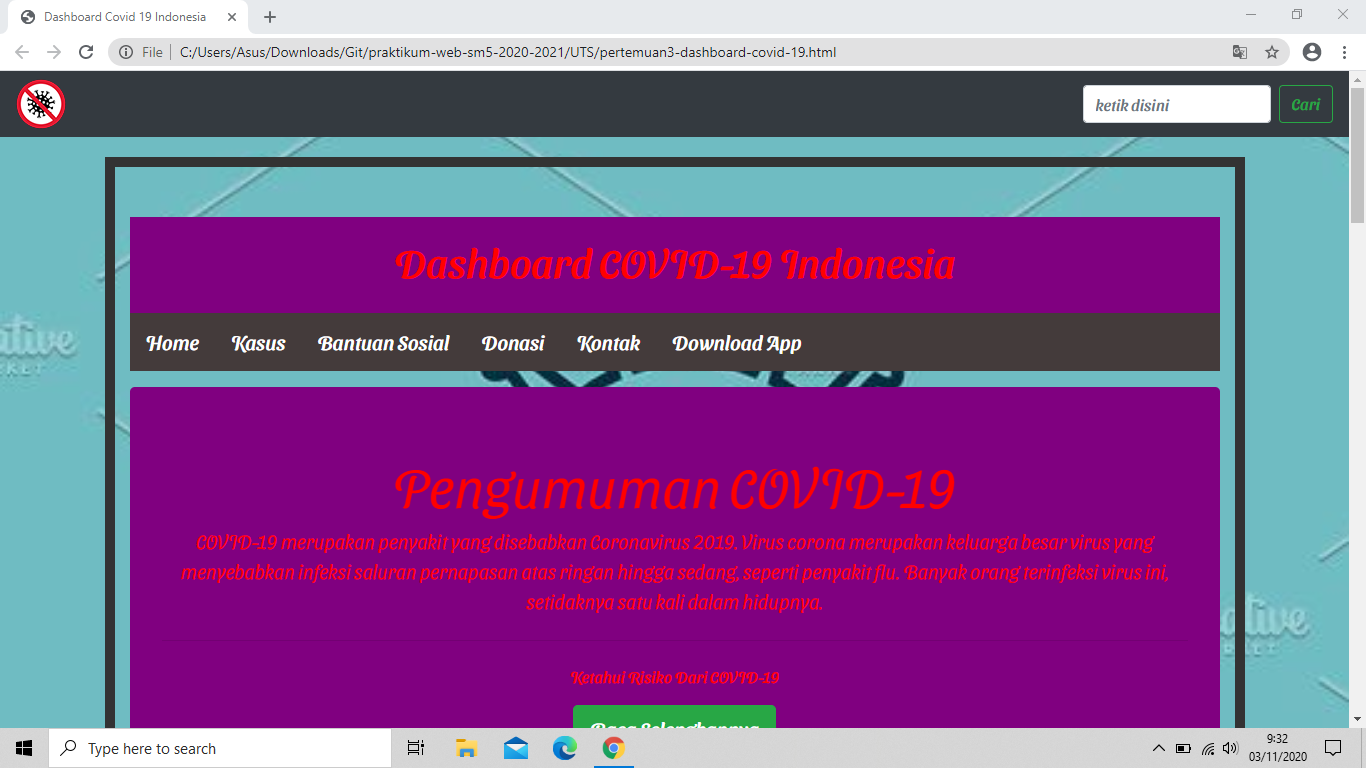 Dashboard Covid 19 Indonesia
File
C:/Users/Asus/Downloads/Git/praktikum-web-sm5-2020-2021/UTS/pertemuan3-dashboard-covid-19.html
ketik disini
Cari
Dashboard COVID-19 Indonesia
Home Kasus Bantuan Sosial Donasi Kontak Download App
Pengumuman COVID-19
COVID-19 merupakan penyakit yang disebabkan Coronavirus 2019. Virus corona merupakan keluarga besar virus yang
menyebabkan infeksi saluran pernapasan atas ringan hingga sedang, seperti penyakit flu. Banyak orang terinfeksi virus ini,
setidaknya satu kali dalam hidupnya.
Ketahui Risiko Dari COVID-19
Baca Selengkapnya
Type here to search
9:32
03/11/2020